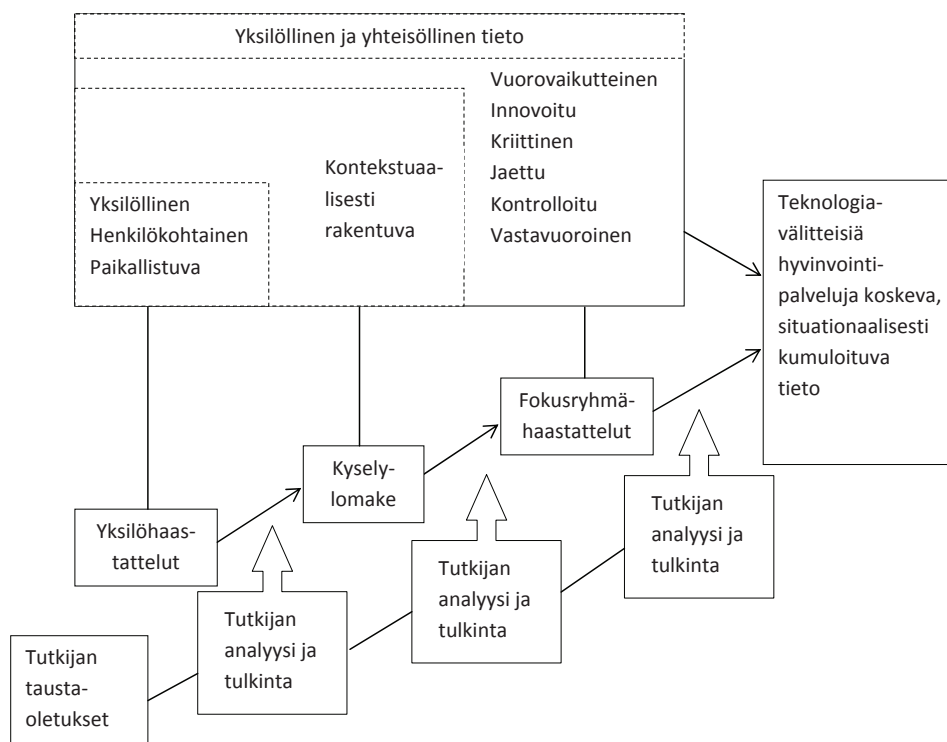 Yksilöllinen ja yhteisöllinen tieto
Vuorovaikutteinen
Innovoitu
Kriittinen
Jaettu
Kontrolloitu
Vastavuoroinen
Kontekstuaa-
lisesti
rakentuva
Yksilöllinen
Henkilökohtainen
Paikallistuva
Teknologia-
välitteisiä
hyvinvointi-
palveluja koskeva,
situationaalisesti
kumuloituva
tieto
Fokusryhmä-
haastattelut
Kysely-
lomake
Yksilöhaas-
tattelut
Tutkijan
analyysi ja
tulkinta
Tutkijan
analyysi ja
tulkinta
Tutkijan
analyysi ja
tulkinta
Tutkijan
tausta-
oletukset